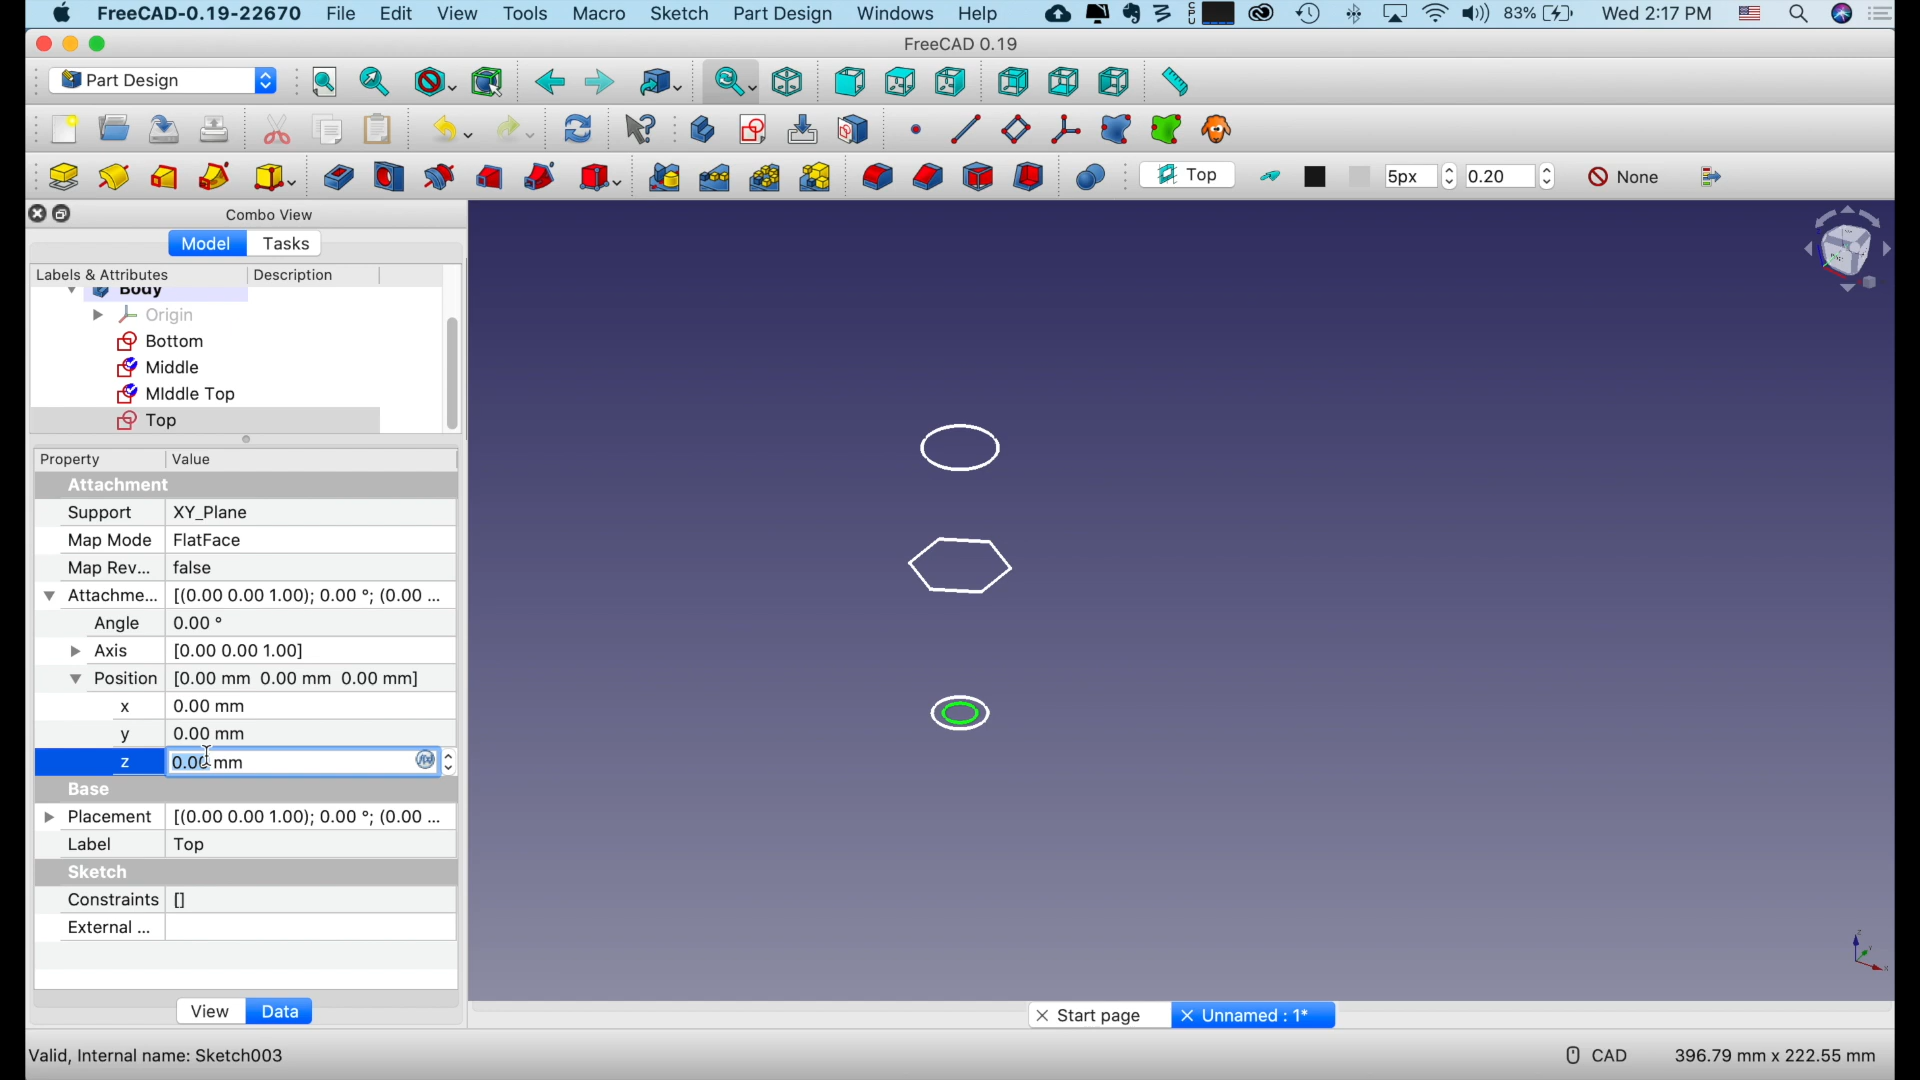 FreeCAD-0.19-22670 File Edit View Tools Macro Sketch Part Design Windows Help CPU 83% Wed 2:17 PM
FreeCAD 0.19
Part Design
Top 5px 0.20 None
Combo View
Model Tasks
Labels & Attributes Description
Body
Origin
Bottom
Middle
MIddle Top
Top
Property Value
Attachment
Support XY_Plane
Map Mode FlatFace
Map Rev... false
Attachme... [(0.00 0.00 1.00); 0.00 °; (0.00 ...
Angle 0.00 °
Axis [0.00 0.00 1.00]
Position [0.00 mm 0.00 mm 0.00 mm]
x 0.00 mm
y 0.00 mm
z 0.00 mm
Base
Placement [(0.00 0.00 1.00); 0.00 °; (0.00 ...
Label Top
Sketch
Constraints []
External ...
View Data
Start page Unnamed : 1*
Valid, Internal name: Sketch003
CAD 396.79 mm x 222.55 mm